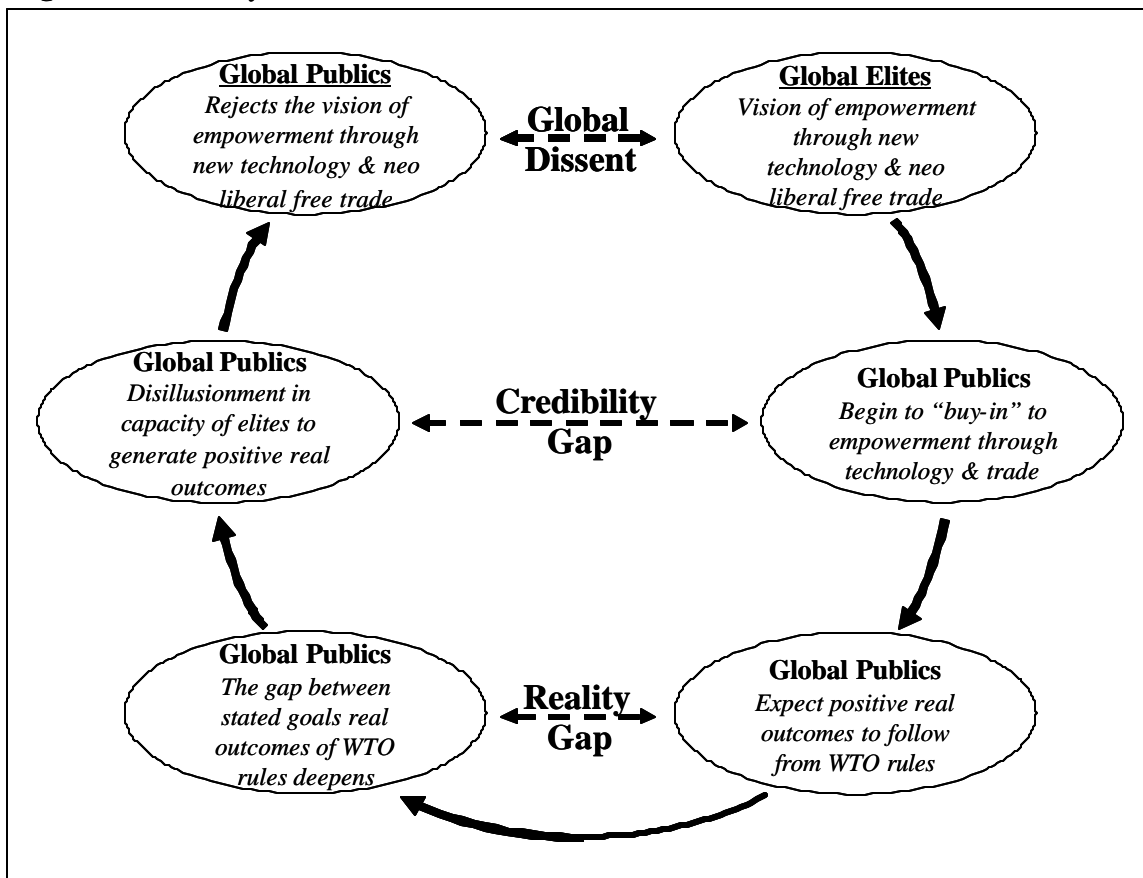 Global Publics
Rejects the vision of
empowerment through
new technology & neo
liberal free trade
Global
Dissent
Global Elites
Vision of empowerment
through new
technology & neo
liberal free trade
Global Publics
Disillusionment in
capacity of elites to
generate positive real
outcomes
Credibility
Gap
Global Publics
Begin to “buy-in” to
empowerment through
technology & trade
Global Publics
The gap between
stated goals real
outcomes of WTO
rules deepens
Reality
Gap
Global Publics
Expect positive real
outcomes to follow
from WTO rules